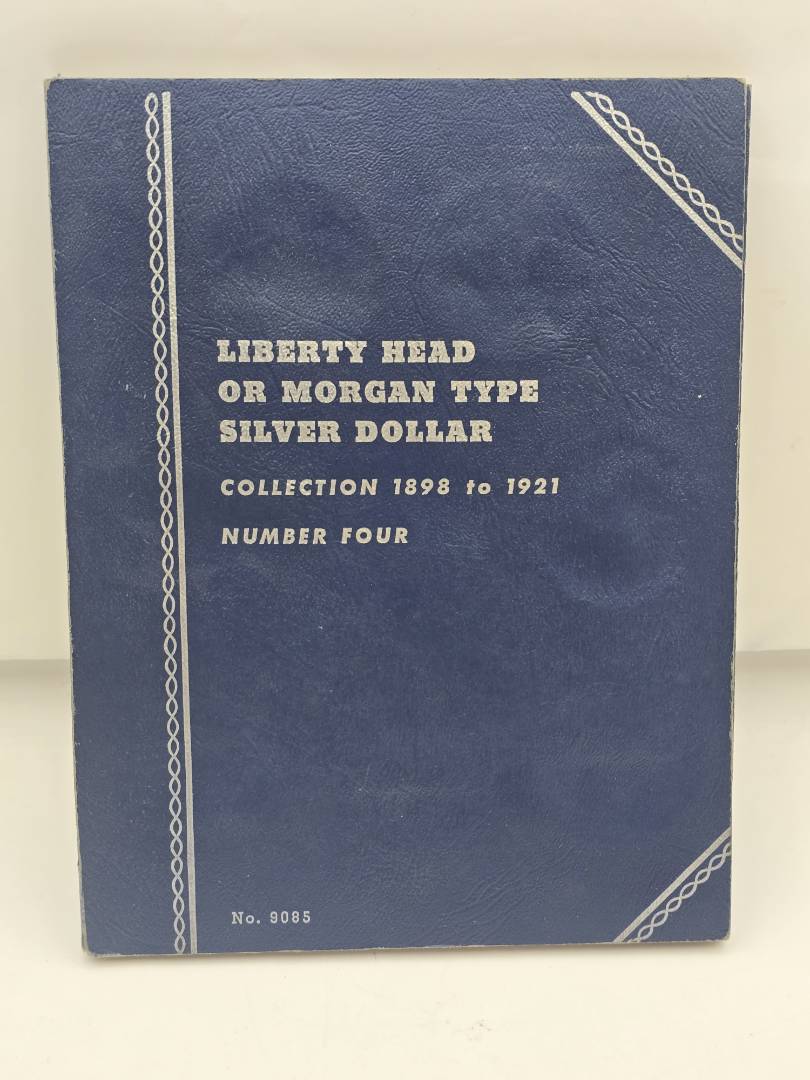 LIBERTY HEAD
OR MORGAN TYPE
SILVER DOLLAR
COLLECTION 1898 to 1921
NUMBER FOUR
No. 9085